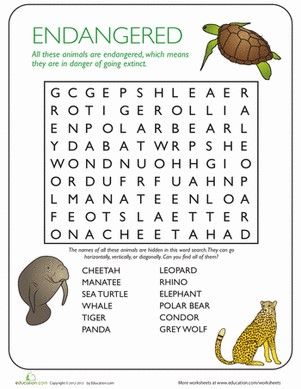 ENDANGERED
All these animals are endangered, which means
they are in danger of going extinct.
G C G E P S H L E A E R
R O T I G E R O L L I A
E N P O L A R B E A R L
Y D A B A T W R P S H E
W O N D N U O H H G I O
O R D U F R F U A H N P
L M A N A T E E N L O A
F E O T S L A E T T E R
O N A T C H E E T A H D
The names of all these animals are hidden in this word search. They can go
horizontally, vertically, or diagonally. Can you find all of them?
CHEETAH
MANATEE
SEA TURTLE
WHALE
TIGER
PANDA
LEOPARD
RHINO
ELEPHANT
POLAR BEAR
CONDOR
GREY WOLF
education.com
Copyright © 2012-2013 by Education.com
More worksheets at www.education.com/worksheets